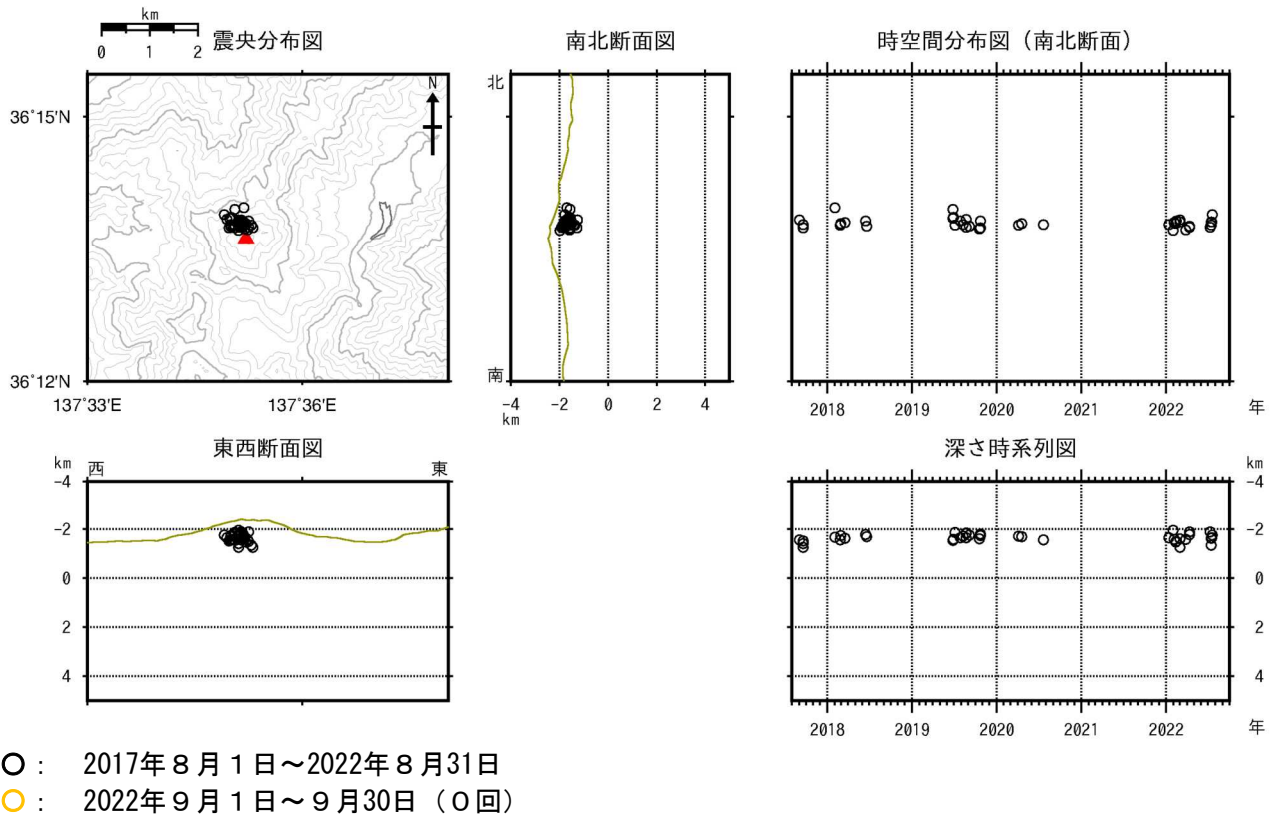 km
0 1 2
震央分布図
N
36°15′N
36°12′N
137°33′E 137°36′E
南北断面図
北
南
-4 -2 0 2 4
km
時空間分布図（南北断面）
2018 2019 2020 2021 2022 年
東西断面図
km 西 東
-4
-2
0
2
4
深さ時系列図
km
-4
-2
0
2
4
2018 2019 2020 2021 2022 年
○： 2017年８月１日～2022年８月31日
○： 2022年９月１日～９月30日（０回）